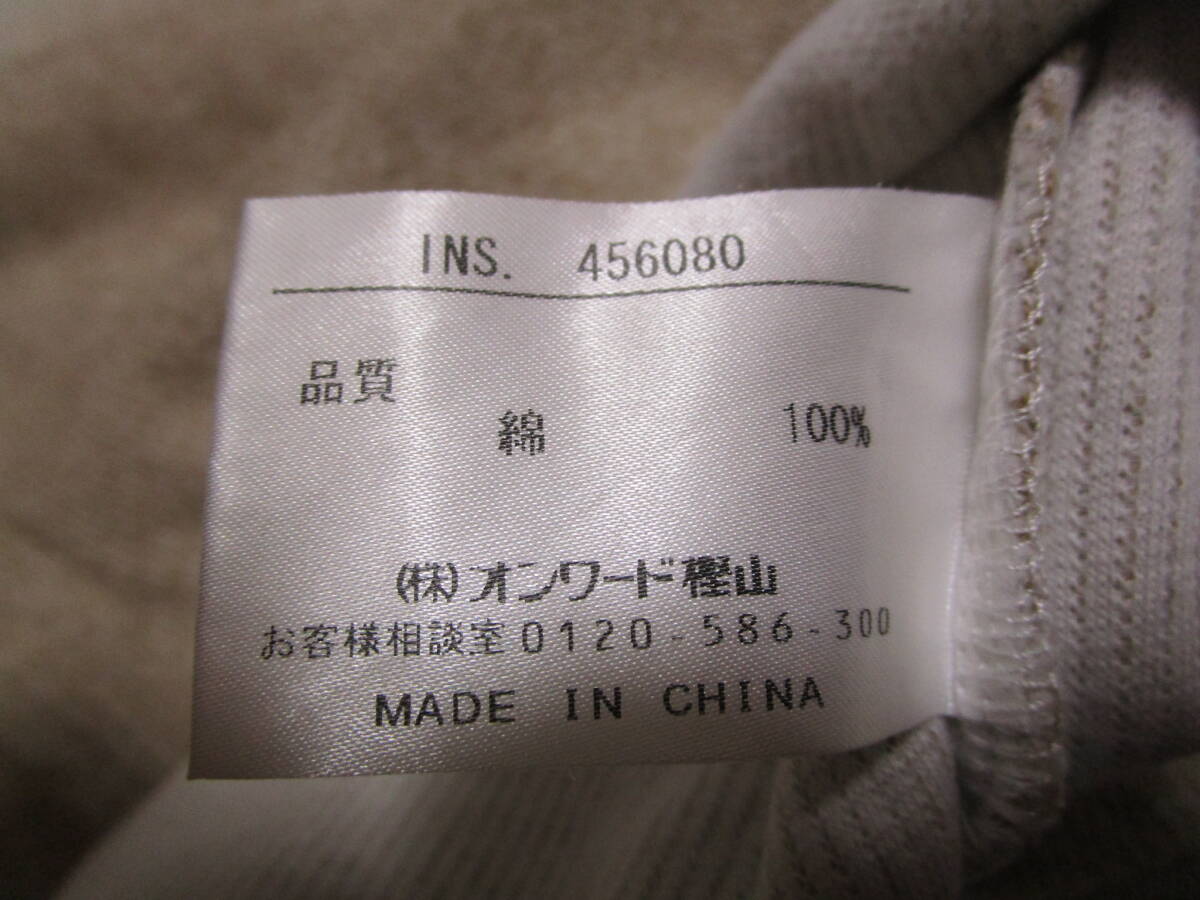 INS. 456080
品質
綿 100%
(株)オンワード樫山
お客様相談室0120-586-300
MADE IN CHINA